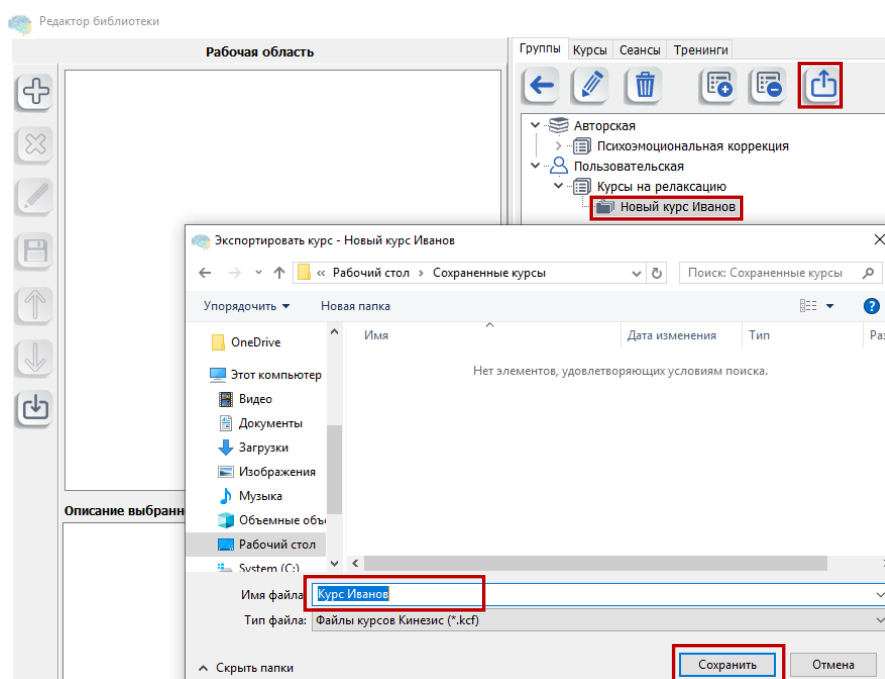 Редактор библиотеки
Рабочая область
Группы Курсы Сеансы Тренинги
Авторская
Психоэмоциональная коррекция
Пользовательская
Курсы на релаксацию
Новый курс Иванов
Экспортировать курс - Новый курс Иванов
« Рабочий стол › Сохраненные курсы
Поиск: Сохраненные курсы
Упорядочить Новая папка
Имя Дата изменения Тип Раз
Нет элементов, удовлетворяющих условиям поиска.
OneDrive
Этот компьютер
Видео
Документы
Загрузки
Изображения
Музыка
Объемные объ
Рабочий стол
System (C:)
Описание выбранн
Имя файла: Курс Иванов
Тип файла: Файлы курсов Кинезис (*.kcf)
Скрыть папки
Сохранить Отмена